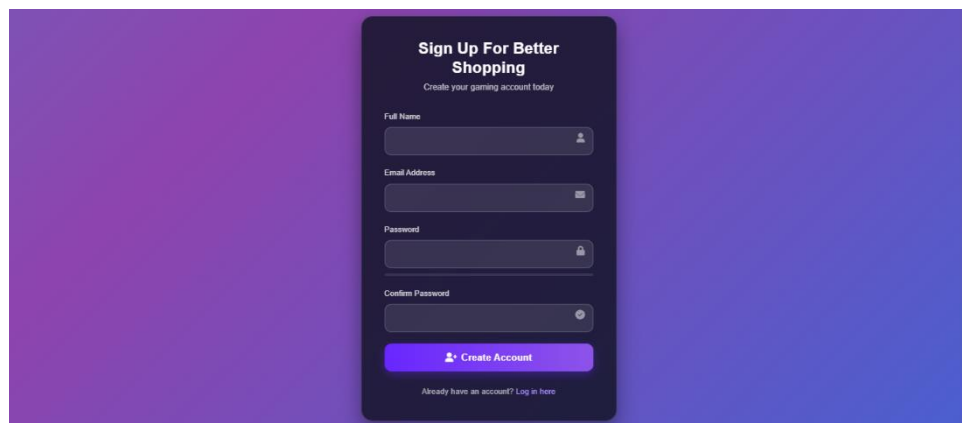 Sign Up For Better
Shopping
Create your gaming account today
Full Name
Email Address
Password
Confirm Password
Create Account
Already have an account? Log in here